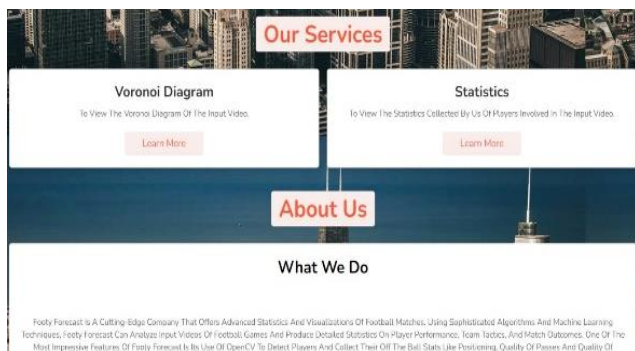 Our Services
Voronoi Diagram
Statistics
To View The Voronoi Diagram Of The Input Video.
To View The Statistics Collected By Us Of Players Involved In The Input Video.
Learn More
Learn More
About Us
What We Do
Footy Forecast Is A Cutting-Edge Company That Offers Advanced Statistics And Visualizations Of Football Matches. Using Sophisticated Algorithms And Machine Learning
Techniques, Footy Forecast Can Analyze Input Videos Of Football Games And Produce Detailed Statistics On Player Performance, Team Tactics, And Match Outcomes. One Of The
Most Impressive Features Of Footy Forecast Is Its Use Of OpenCV To Detect Players And Collect Their Off The Ball Stats Like Positioning, Quality Of Passes And Quality Of